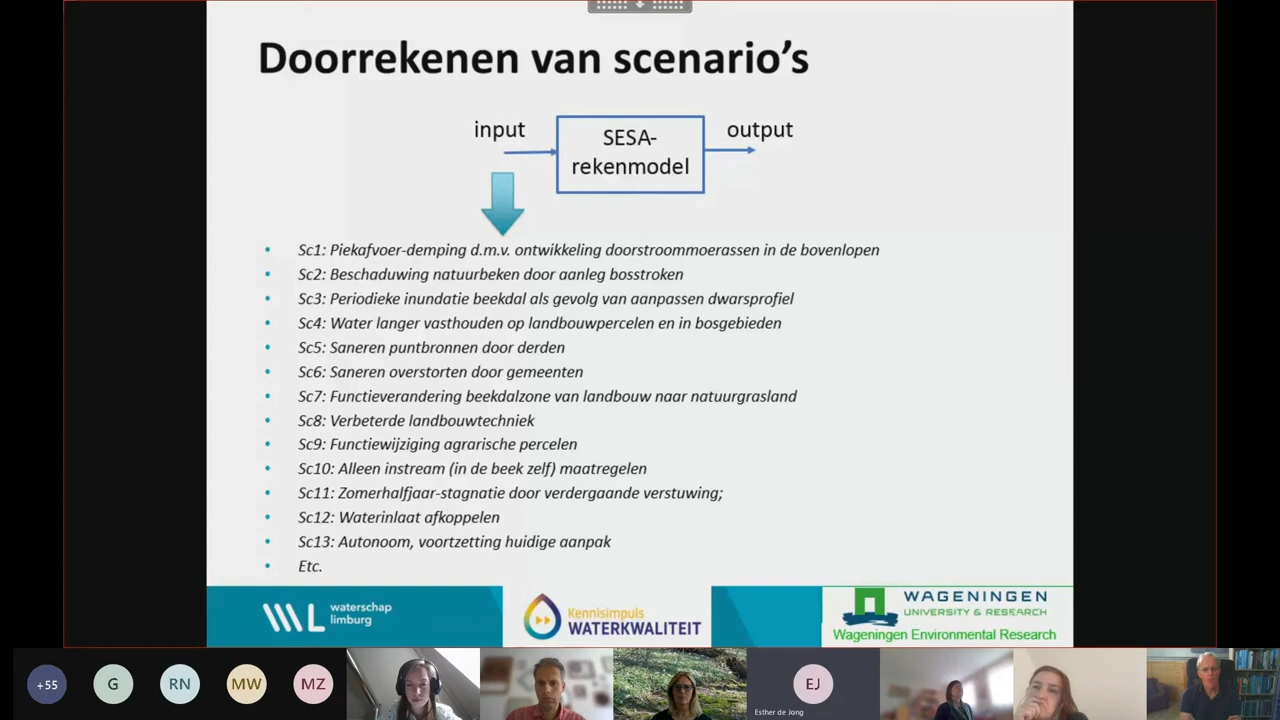 Doorrekenen van scenario's
input
SESA-
rekenmodel
output
• Sc1: Piekafvoer-demping d.m.v. ontwikkeling doorstroommoerassen in de bovenlopen
• Sc2: Beschaduwing natuurbeken door aanleg bosstroken
• Sc3: Periodieke inundatie beekdal als gevolg van aanpassen dwarsprofiel
• Sc4: Water langer vasthouden op landbouwpercelen en in bosgebieden
• Sc5: Saneren puntbronnen door derden
• Sc6: Saneren overstorten door gemeenten
• Sc7: Functieverandering beekdalzone van landbouw naar natuurgrasland
• Sc8: Verbeterde landbouwtechniek
• Sc9: Functiewijziging agrarische percelen
• Sc10: Alleen instream (in de beek zelf) maatregelen
• Sc11: Zomerhalfjaar-stagnatie door verdergaande verstuwing;
• Sc12: Waterinlaat afkoppelen
• Sc13: Autonoom, voortzetting huidige aanpak
• Etc.
waterschap
limburg
Kennisimpuls
WATERKWALITEIT
WAGENINGEN
UNIVERSITY & RESEARCH
Wageningen Environmental Research
+55
G
RN
MW
MZ
EJ
Esther de Jong